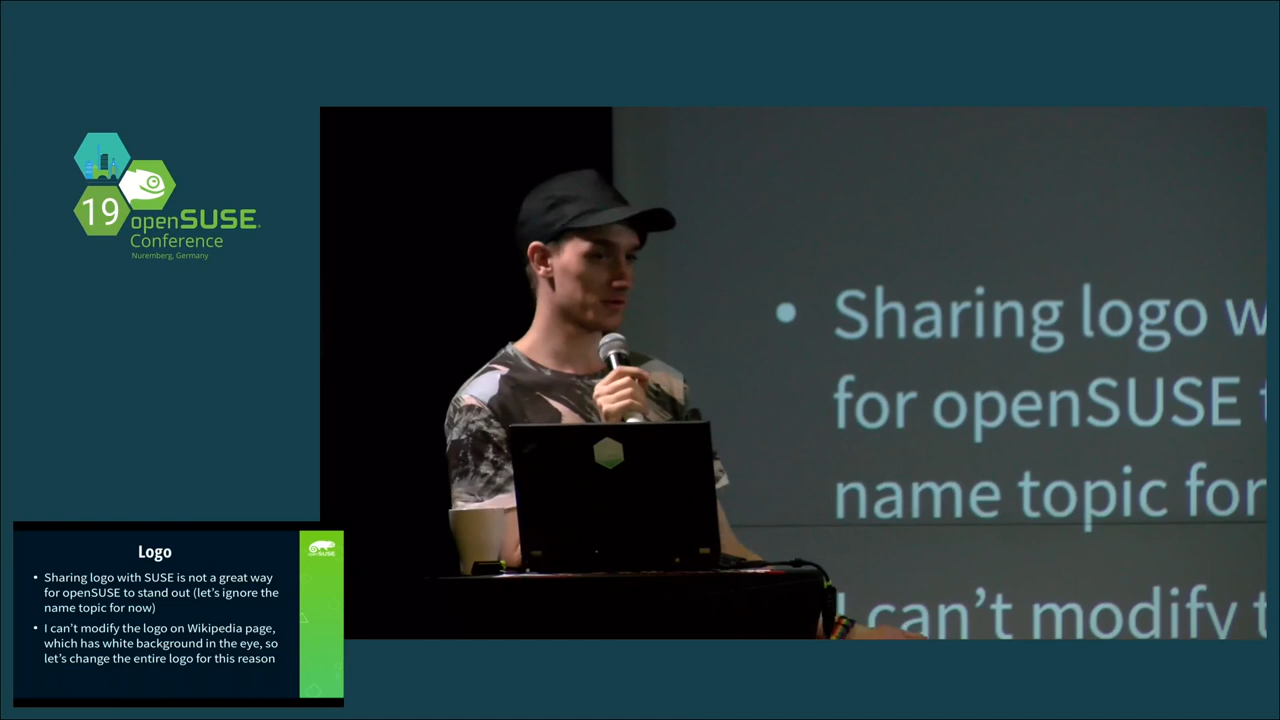 19
openSUSE
Conference
Nuremberg, Germany
Sharing logo w
for openSUSE
name topic for
I can't modify t
Logo
openSUSE
• Sharing logo with SUSE is not a great way
for openSUSE to stand out (let's ignore the
name topic for now)
• I can't modify the logo on Wikipedia page,
which has white background in the eye, so
let's change the entire logo for this reason